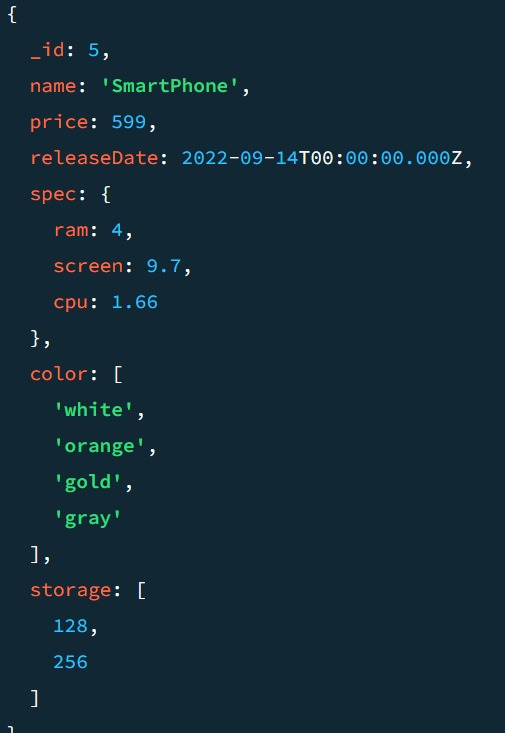 {
  _id: 5,
  name: 'SmartPhone',
  price: 599,
  releaseDate: 2022-09-14T00:00:00.000Z,
  spec: {
    ram: 4,
    screen: 9.7,
    cpu: 1.66
  },
  color: [
    'white',
    'orange',
    'gold',
    'gray'
  ],
  storage: [
    128,
    256
  ]
}